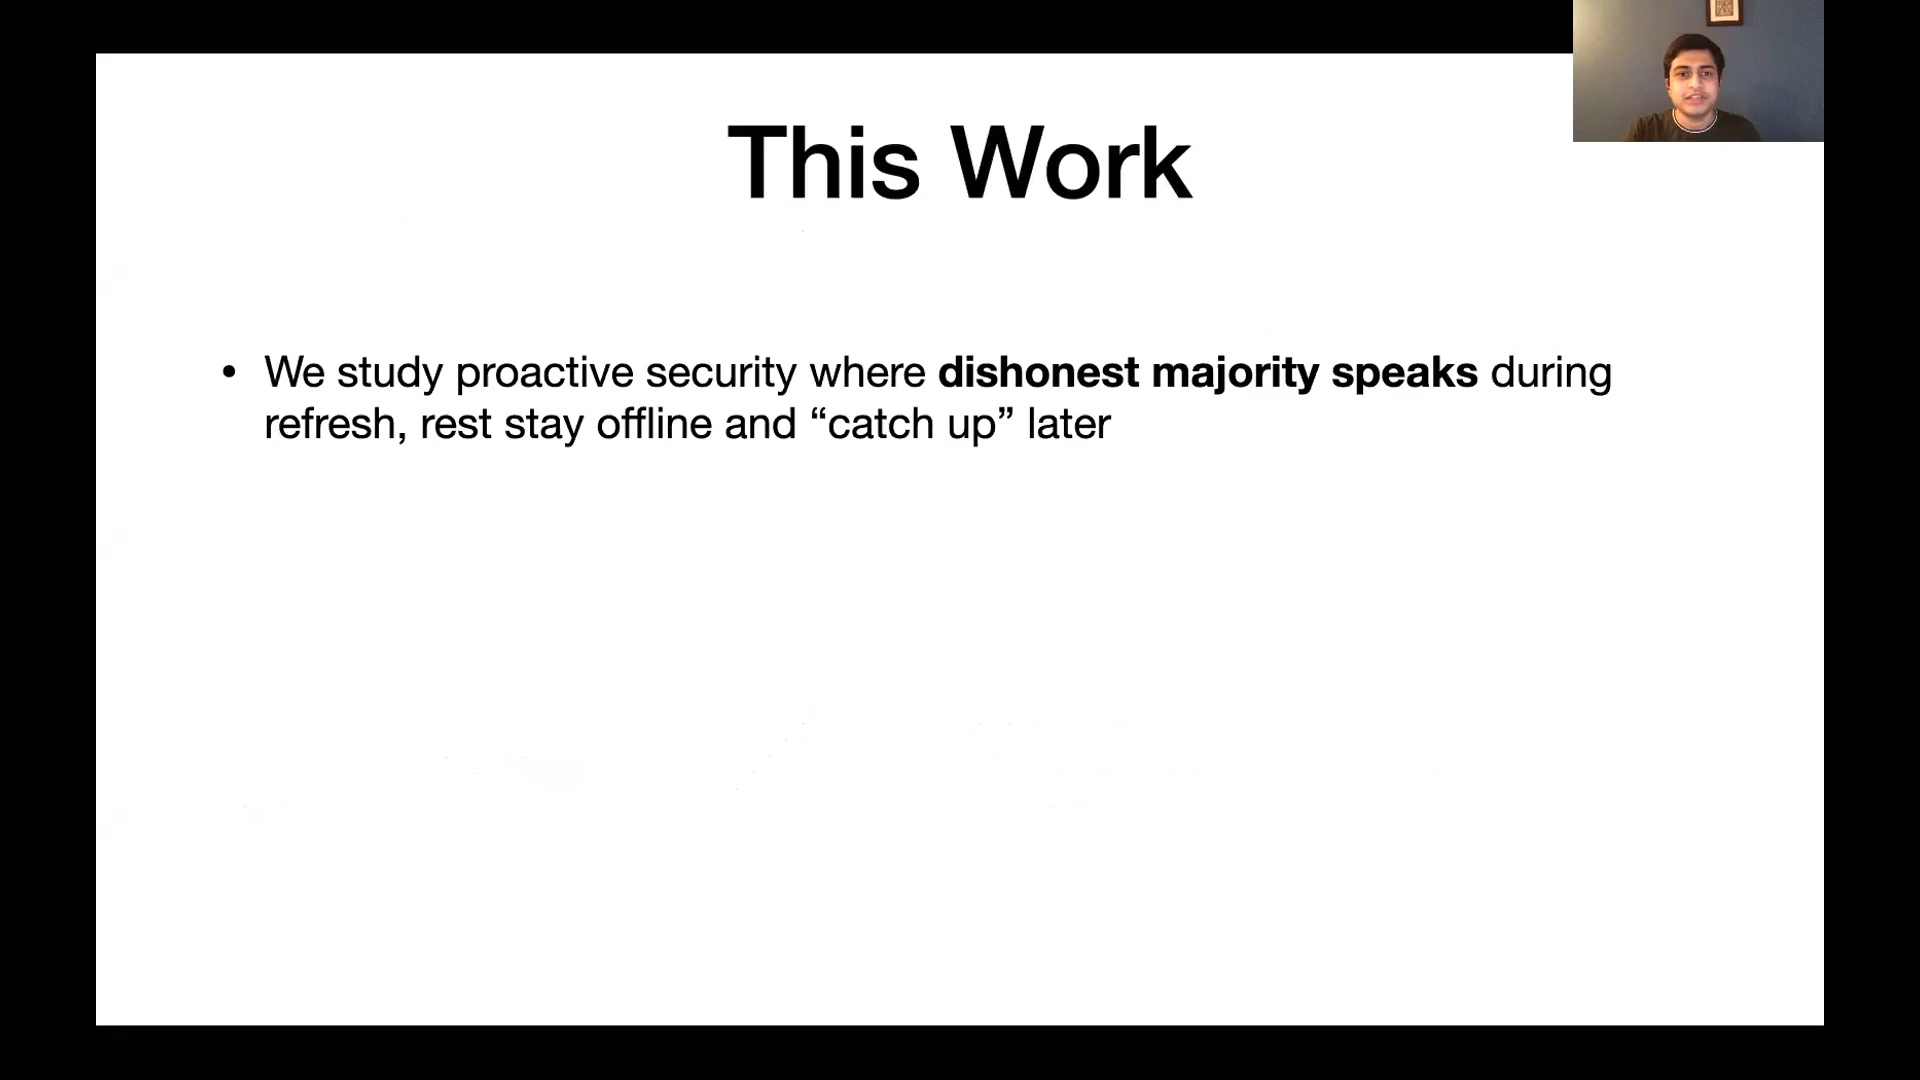 This Work
• We study proactive security where dishonest majority speaks during
refresh, rest stay offline and “catch up” later